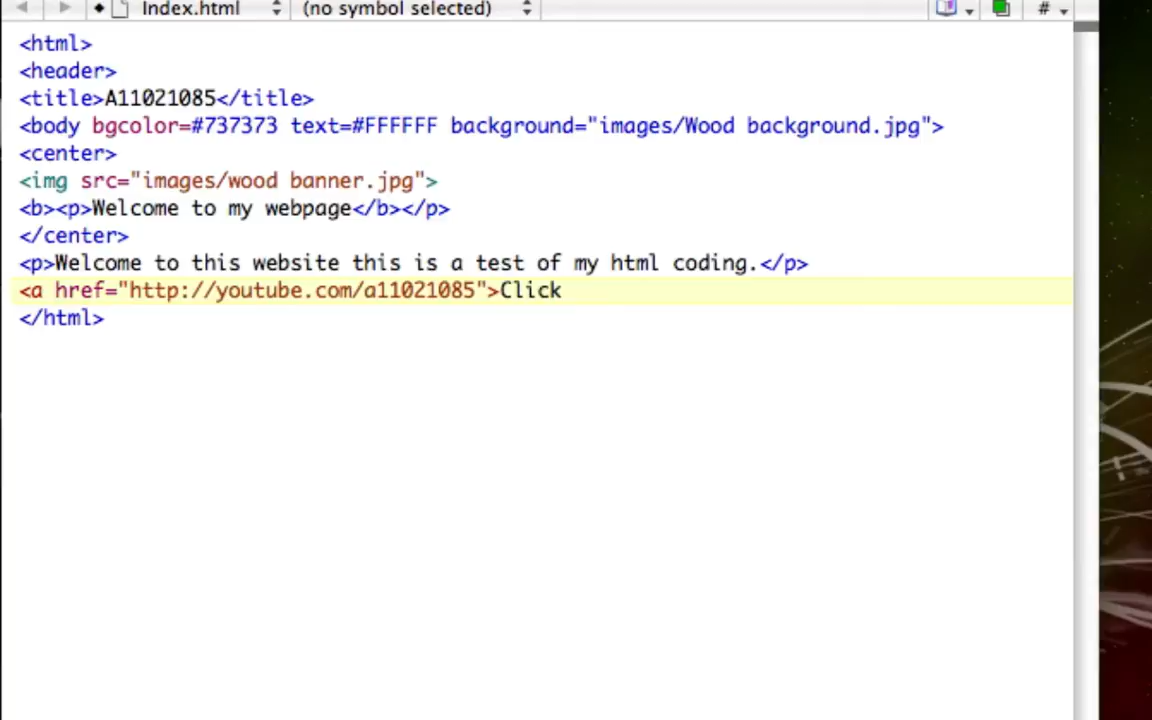 Index.html (no symbol selected) #
<html>
<header>
<title>A11021085</title>
<body bgcolor=#737373 text=#FFFFFF background="images/Wood background.jpg">
<center>
<img src="images/wood banner.jpg">
<b><p>Welcome to my webpage</b></p>
</center>
<p>Welcome to this website this is a test of my html coding.</p>
<a href="http://youtube.com/a11021085">Click
</html>